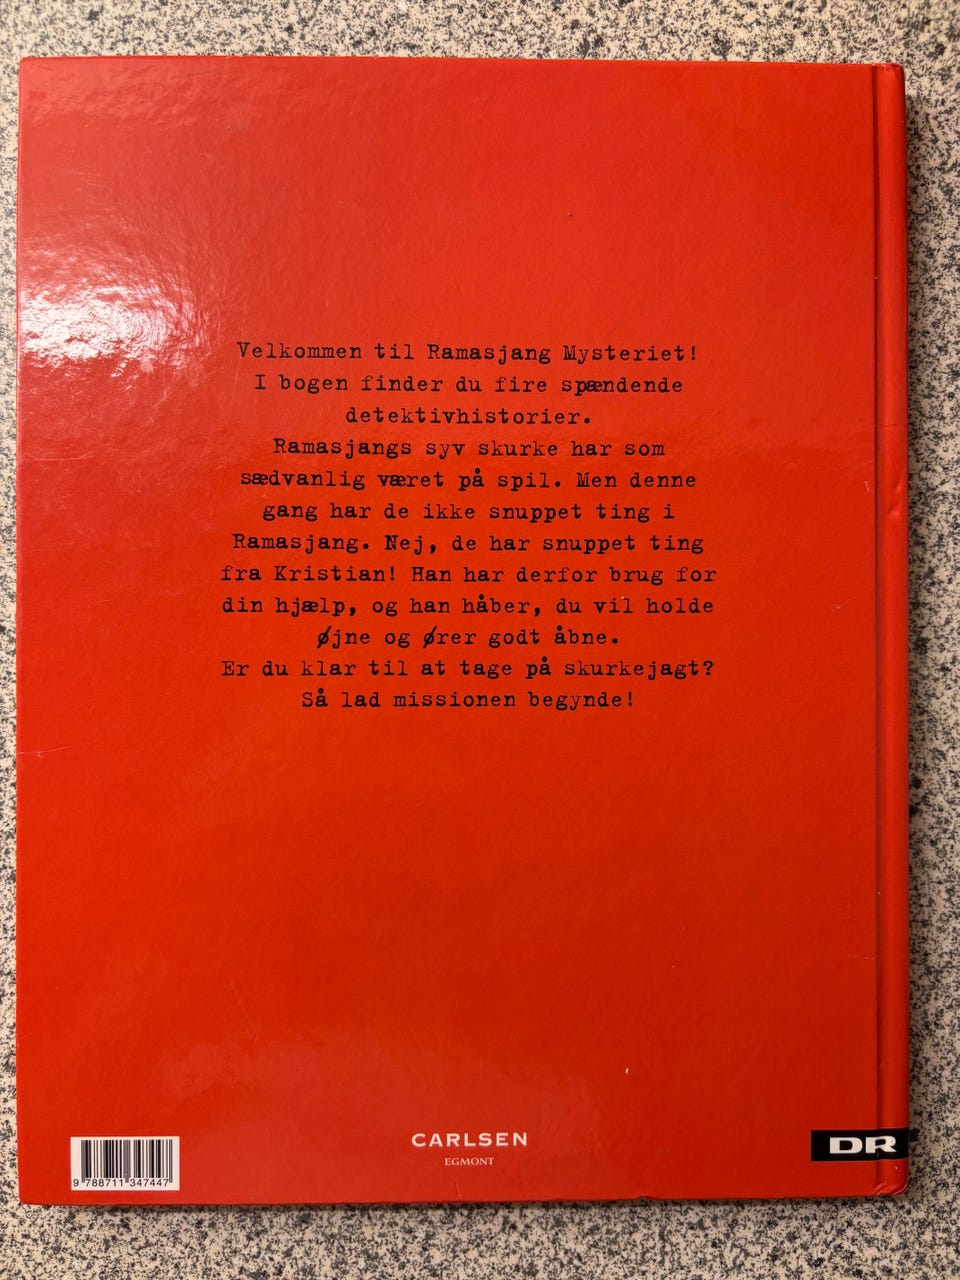 Velkommen til Ramasjang Mysteriet!
I bogen finder du fire spændende
detektivhistorier.
Ramasjangs syv skurke har som
sædvanlig været på spil. Men denne
gang har de ikke snuppet ting i
Ramasjang. Nej, de har snuppet ting
fra Kristian! Han har derfor brug for
din hjælp, og han håber, du vil holde
øjne og ører godt åbne.
Er du klar til at tage på skurkejagt?
Så lad missionen begynde!
CARLSEN
EGMONT
DR
9 788711 347447